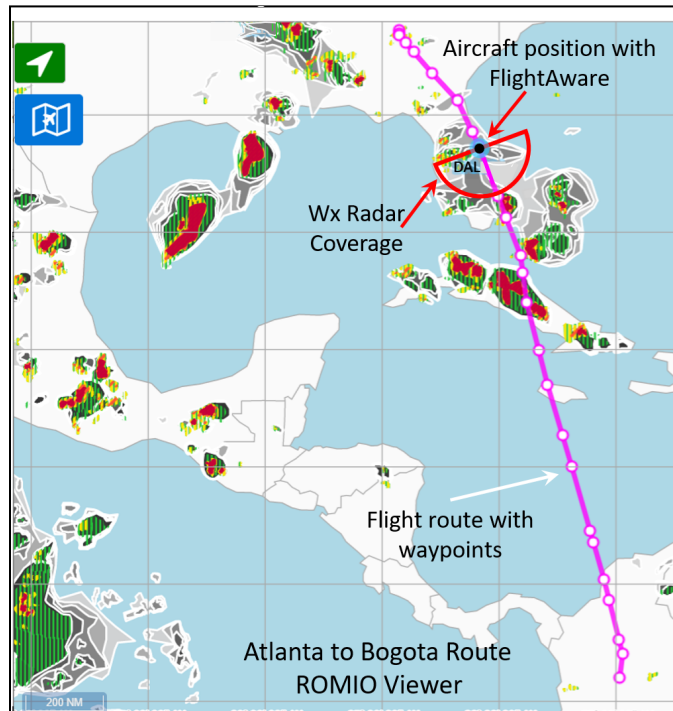 Aircraft position with
FlightAware
DAL
Wx Radar
Coverage
Flight route with
waypoints
Atlanta to Bogota Route
ROMIO Viewer
200 NM